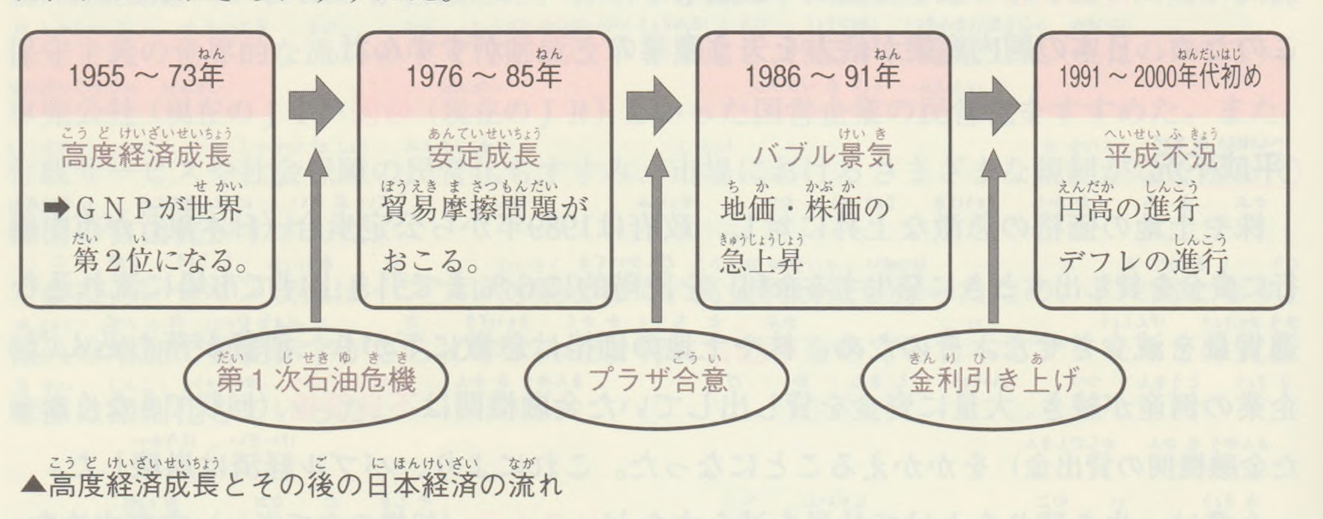 1955 ～ 73年
高度経済成長
➡GNPが世界
第2位になる。
1976 ～ 85年
安定成長
貿易摩擦問題が
おこる。
1986 ～ 91年
バブル景気
地価・株価の
急上昇
1991 ～ 2000年代初め
平成不況
円高の進行
デフレの進行
第1次石油危機
プラザ合意
金利引き上げ
▲高度経済成長とその後の日本経済の流れ